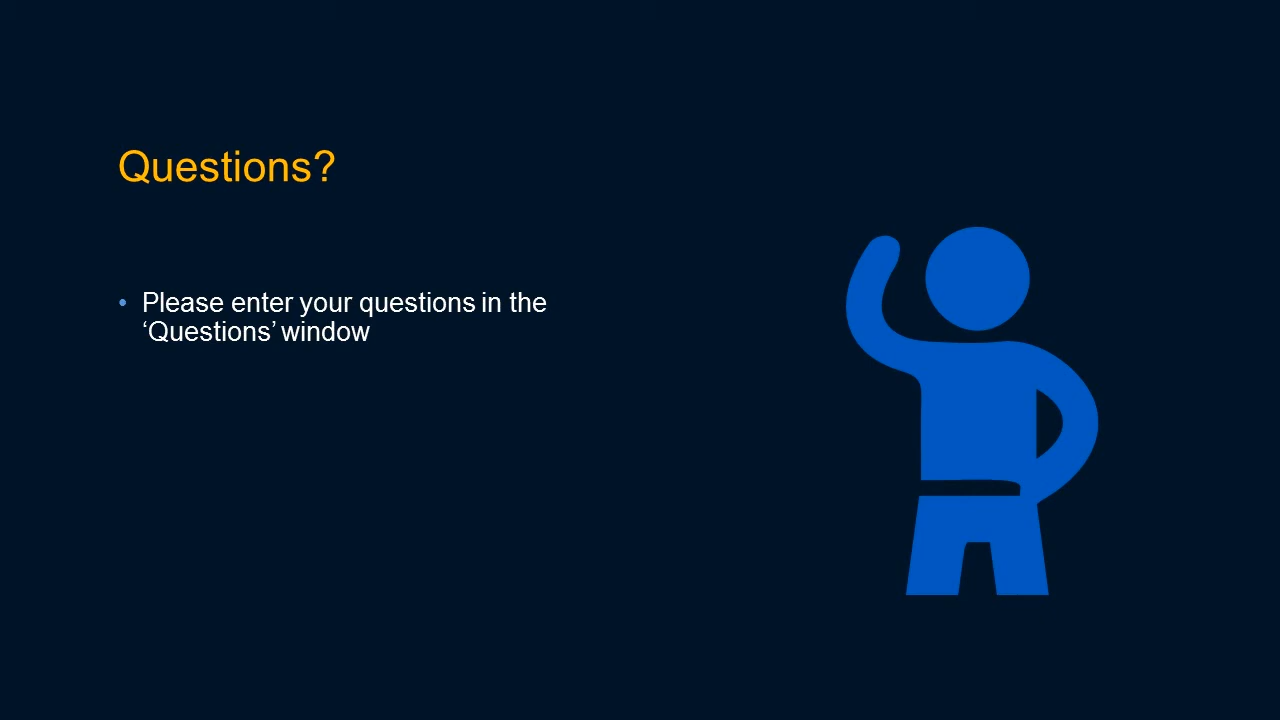 Questions?
• Please enter your questions in the
‘Questions’ window